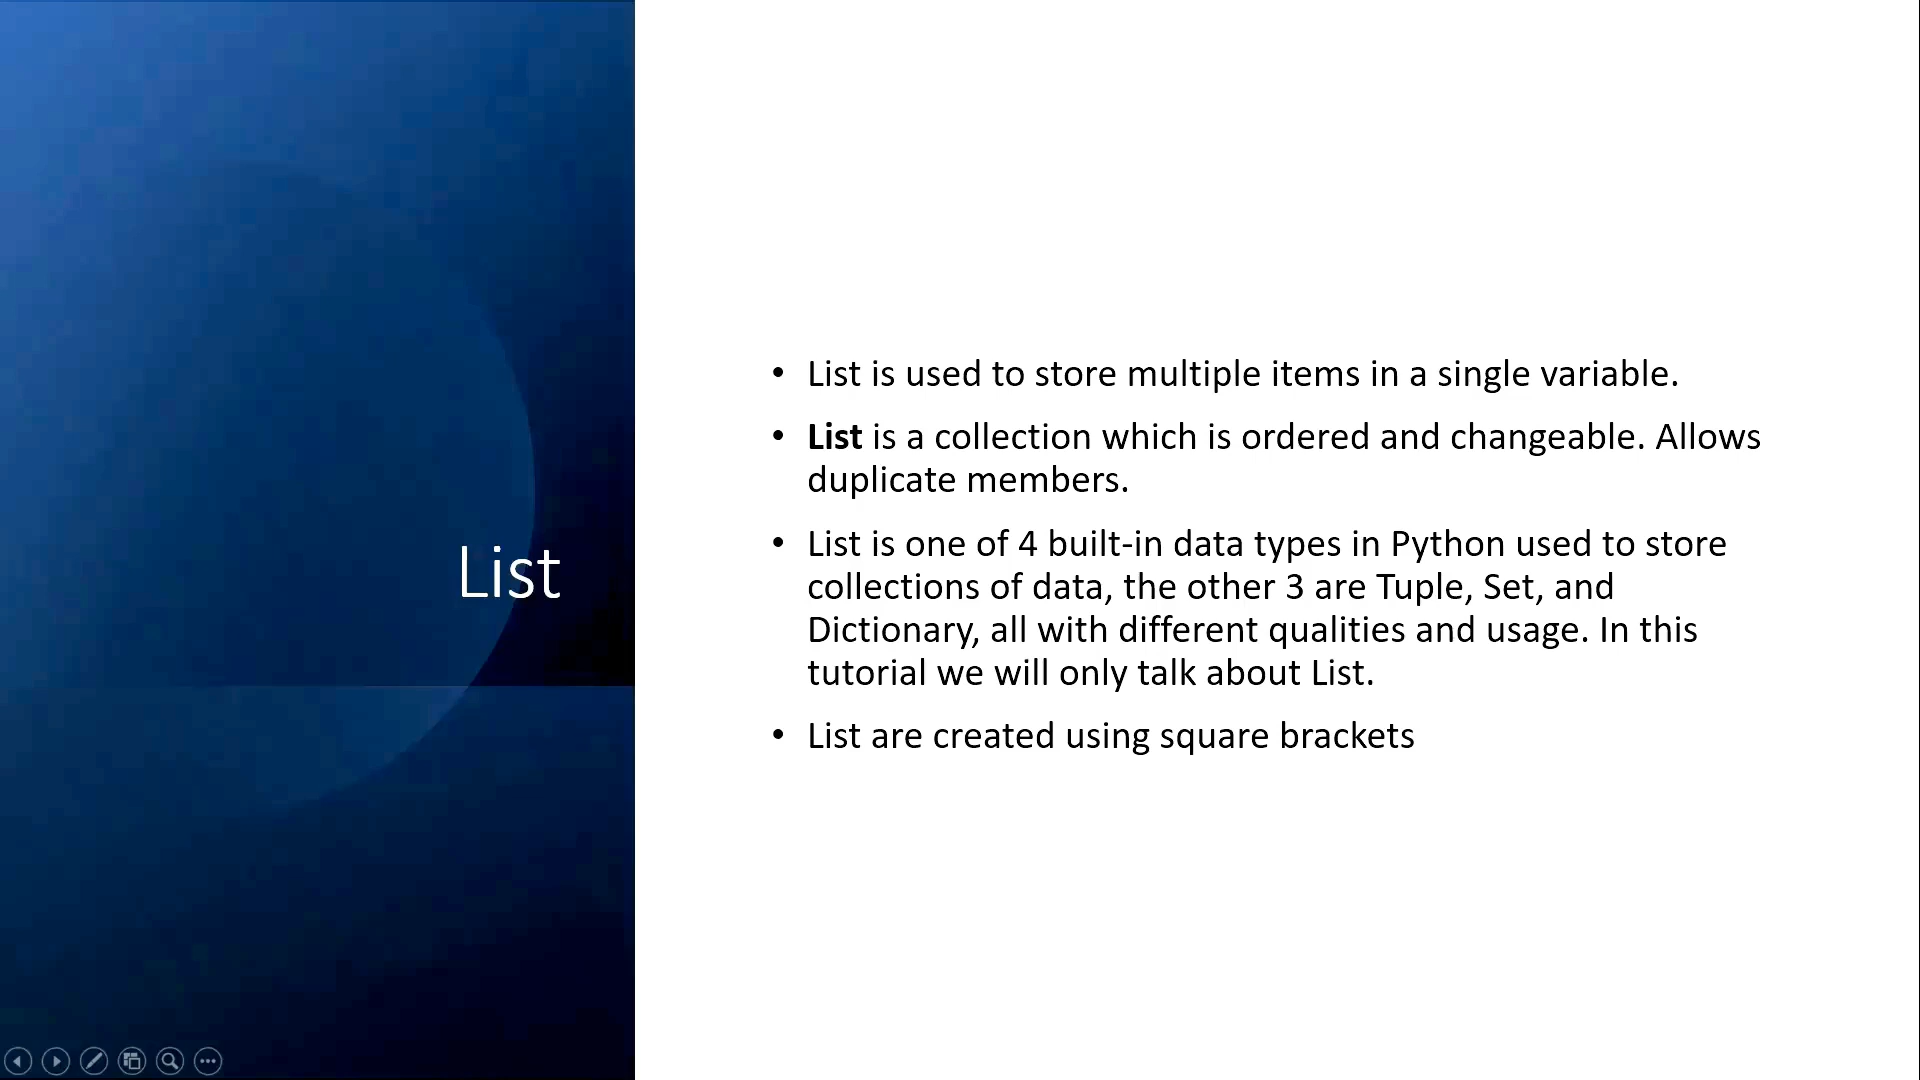 List
• List is used to store multiple items in a single variable.
• List is a collection which is ordered and changeable. Allows
duplicate members.
• List is one of 4 built-in data types in Python used to store
collections of data, the other 3 are Tuple, Set, and
Dictionary, all with different qualities and usage. In this
tutorial we will only talk about List.
• List are created using square brackets